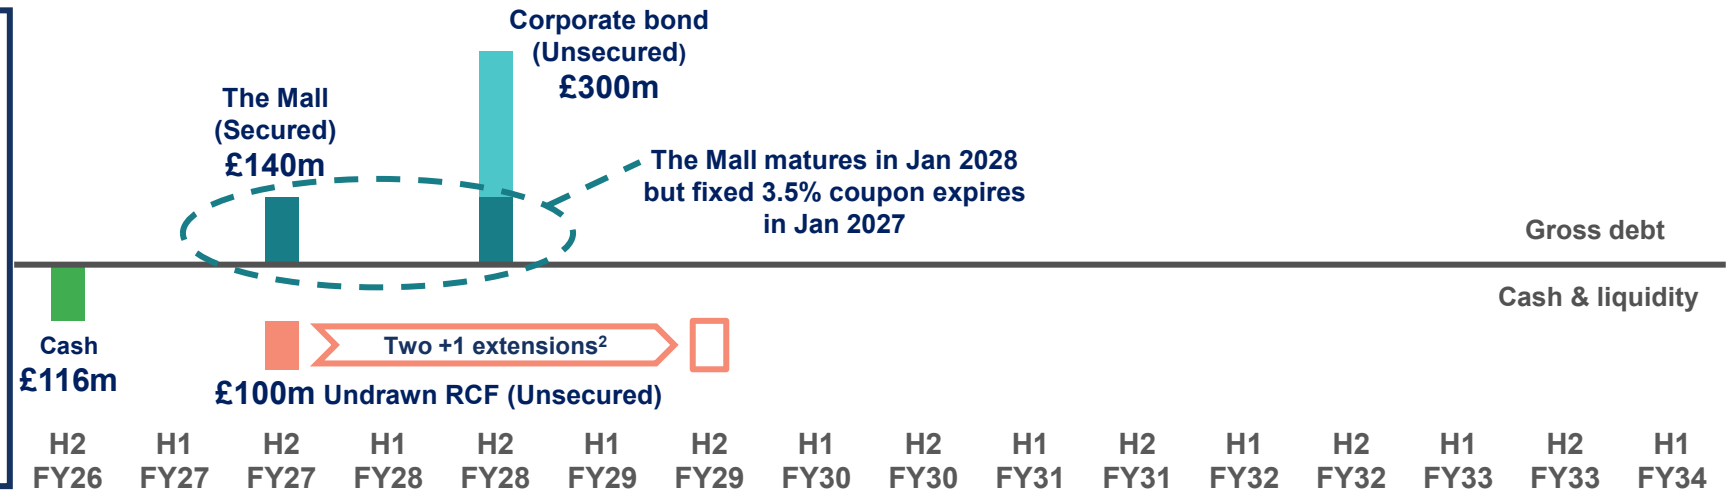 Corporate bond
(Unsecured)
£300m
The Mall
(Secured)
£140m
The Mall matures in Jan 2028
but fixed 3.5% coupon expires
in Jan 2027
Gross debt
Cash & liquidity
Cash
£116m
Two +1 extensions²
£100m Undrawn RCF (Unsecured)
H2 H1 H2 H1 H2 H1 H2 H1 H2 H1 H2 H1 H2 H1 H2 H1
FY26 FY27 FY27 FY28 FY28 FY29 FY29 FY30 FY30 FY31 FY31 FY32 FY32 FY33 FY33 FY34